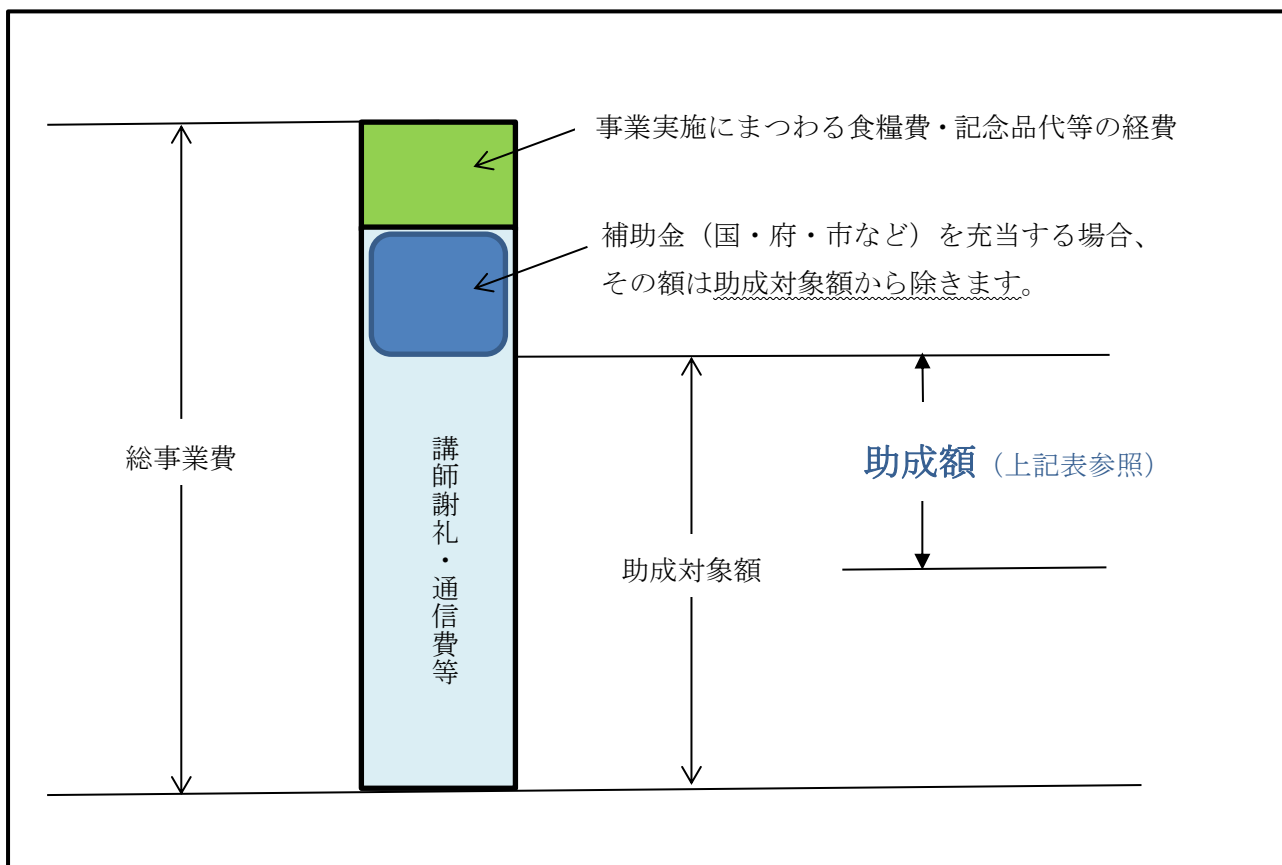 事業実施にまつわる食糧費・記念品代等の経費
補助金（国・府・市など）を充当する場合、
その額は助成対象額から除きます。
総事業費
講師謝礼・通信費等
助成対象額
助成額（上記表参照）